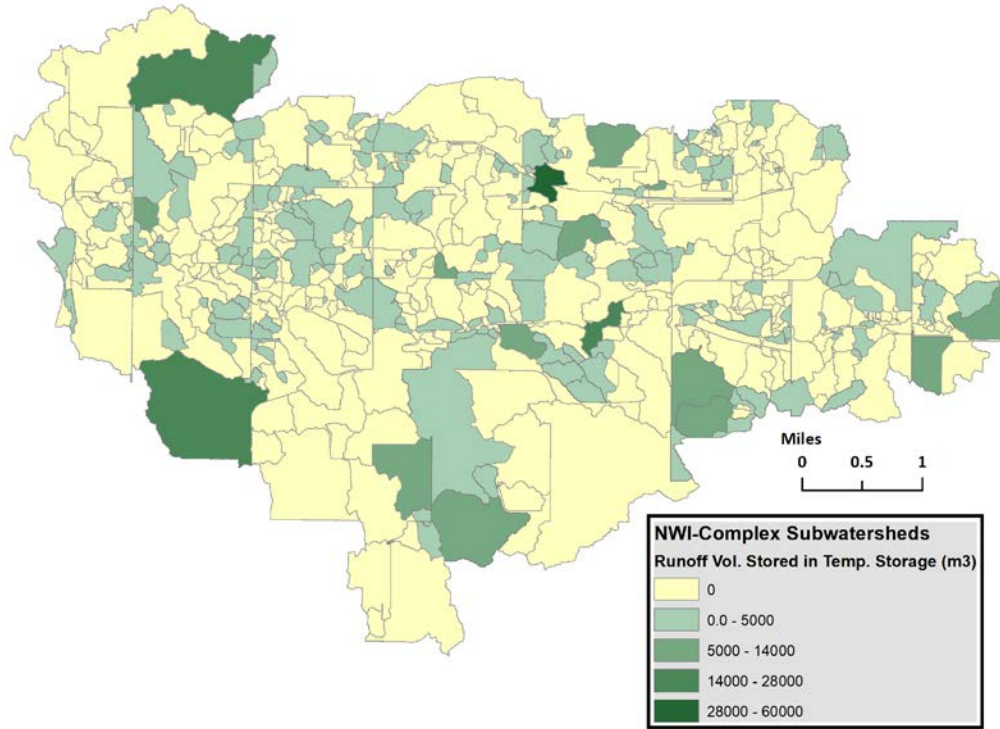 Miles
0 0.5 1
NWI-Complex Subwatersheds
Runoff Vol. Stored in Temp. Storage (m3)
0
0.0 - 5000
5000 - 14000
14000 - 28000
28000 - 60000